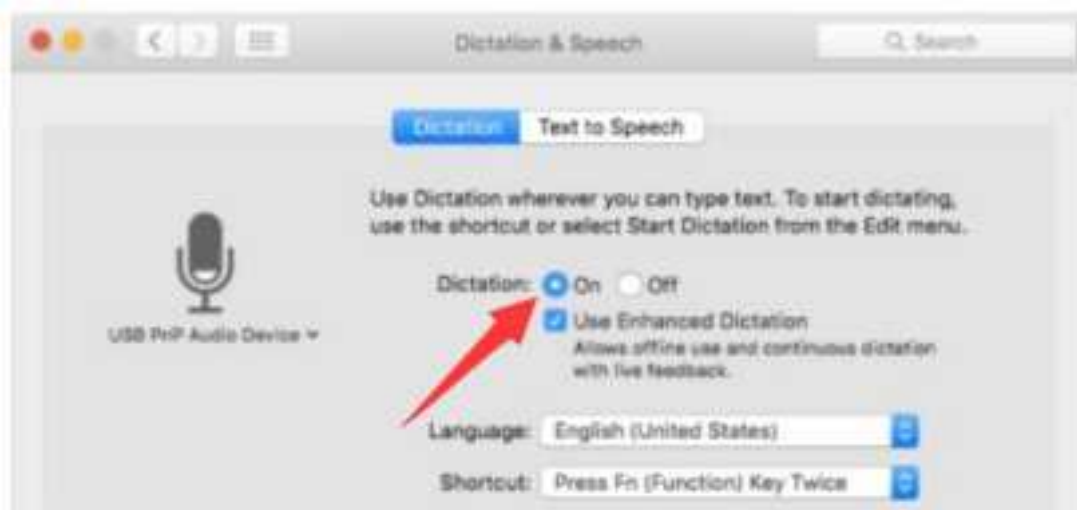 Dictation & Speech
Search
Dictation
Text to Speech
Use Dictation wherever you can type text. To start dictating,
use the shortcut or select Start Dictation from the Edit menu.
Dictation: On Off
USB PnP Audio Device
Use Enhanced Dictation
Allows offline use and continuous dictation
with live feedback.
Language: English (United States)
Shortcut: Press Fn (Function) Key Twice